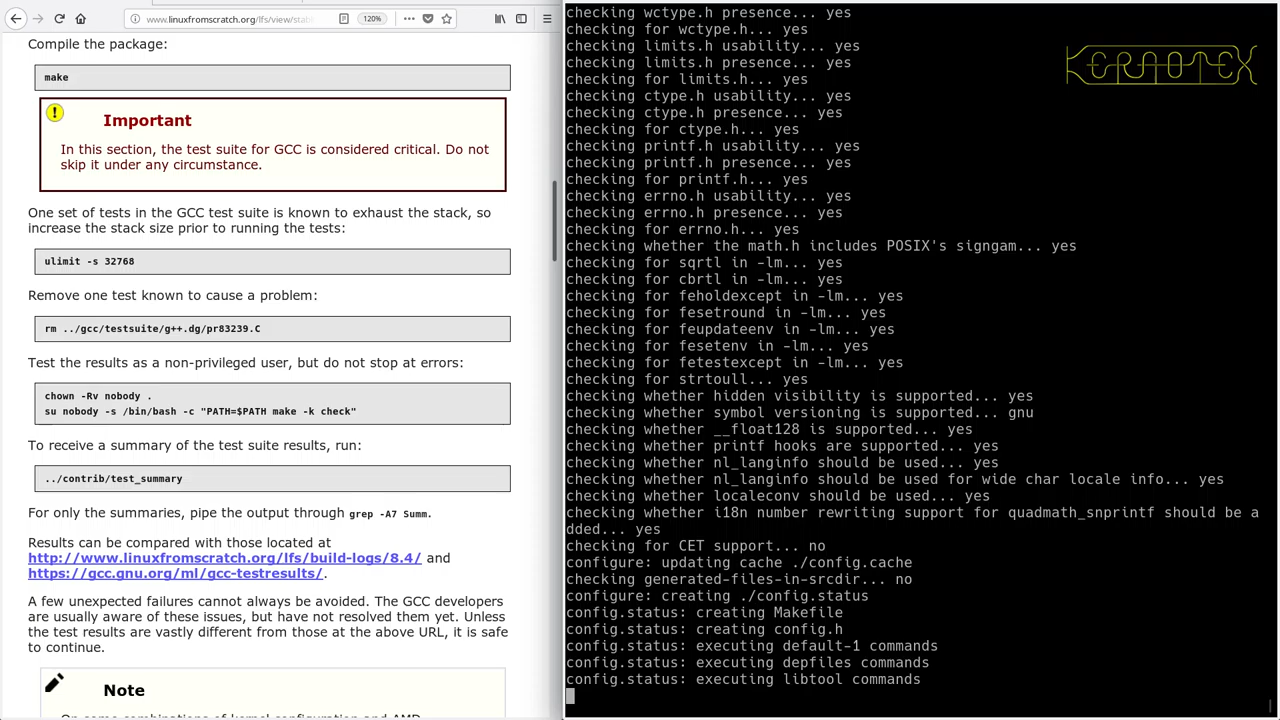 www.linuxfromscratch.org/lfs/view/stab
120%
Compile the package:
make
Important
In this section, the test suite for GCC is considered critical. Do not
skip it under any circumstance.
One set of tests in the GCC test suite is known to exhaust the stack, so
increase the stack size prior to running the tests:
ulimit -s 32768
Remove one test known to cause a problem:
rm ../gcc/testsuite/g++.dg/pr83239.C
Test the results as a non-privileged user, but do not stop at errors:
chown -Rv nobody .
su nobody -s /bin/bash -c "PATH=$PATH make -k check"
To receive a summary of the test suite results, run:
../contrib/test_summary
For only the summaries, pipe the output through grep -A7 Summ.
Results can be compared with those located at
http://www.linuxfromscratch.org/lfs/build-logs/8.4/ and
https://gcc.gnu.org/ml/gcc-testresults/.
A few unexpected failures cannot always be avoided. The GCC developers
are usually aware of these issues, but have not resolved them yet. Unless
the test results are vastly different from those at the above URL, it is safe
to continue.
Note
On some combinations of kernel configuration and AMD
checking wctype.h presence... yes
checking for wctype.h... yes
checking limits.h usability... yes
checking limits.h presence... yes
checking for limits.h... yes
checking ctype.h usability... yes
checking ctype.h presence... yes
checking for ctype.h... yes
checking printf.h usability... yes
checking printf.h presence... yes
checking for printf.h... yes
checking errno.h usability... yes
checking errno.h presence... yes
checking for errno.h... yes
checking whether the math.h includes POSIX's signgam... yes
checking for sqrtl in -lm... yes
checking for cbrtl in -lm... yes
checking for feholdexcept in -lm... yes
checking for fesetround in -lm... yes
checking for feupdateenv in -lm... yes
checking for fesetenv in -lm... yes
checking for fetestexcept in -lm... yes
checking for strtoull... yes
checking whether hidden visibility is supported... yes
checking whether symbol versioning is supported... gnu
checking whether __float128 is supported... yes
checking whether printf hooks are supported... yes
checking whether nl_langinfo should be used... yes
checking whether nl_langinfo should be used for wide char locale info... yes
checking whether localeconv should be used... yes
checking whether i18n number rewriting support for quadmath_snprintf should be a
dded... yes
checking for CET support... no
configure: updating cache ./config.cache
checking generated-files-in-srcdir... no
configure: creating ./config.status
config.status: creating Makefile
config.status: creating config.h
config.status: executing default-1 commands
config.status: executing depfiles commands
config.status: executing libtool commands